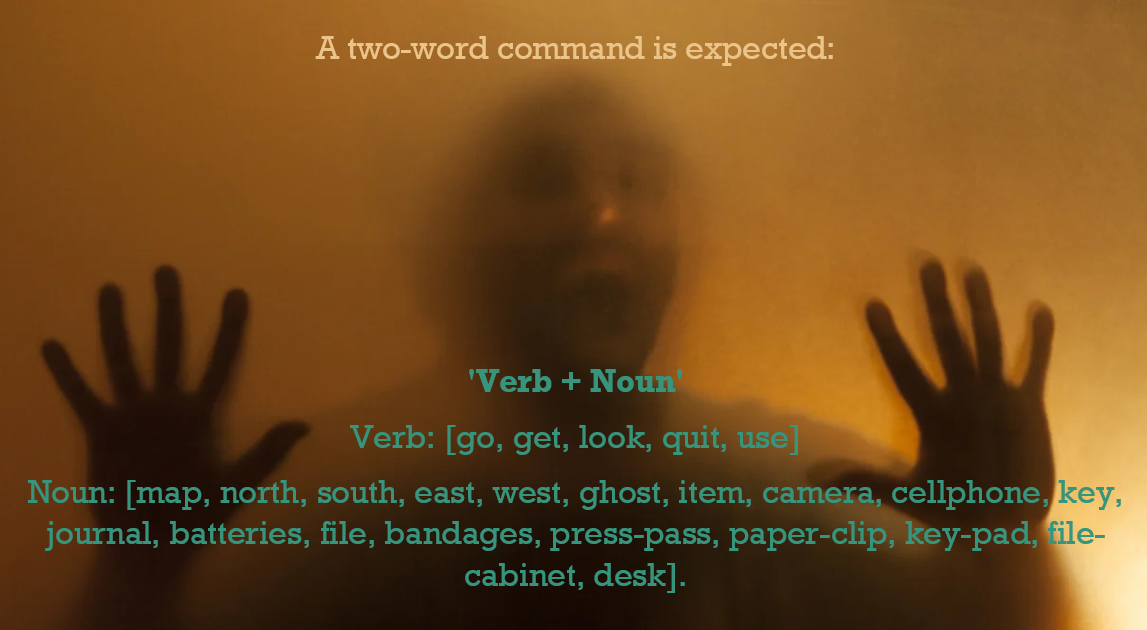 A two-word command is expected:
'Verb + Noun'
Verb: [go, get, look, quit, use]
Noun: [map, north, south, east, west, ghost, item, camera, cellphone, key,
journal, batteries, file, bandages, press-pass, paper-clip, key-pad, file-
cabinet, desk].